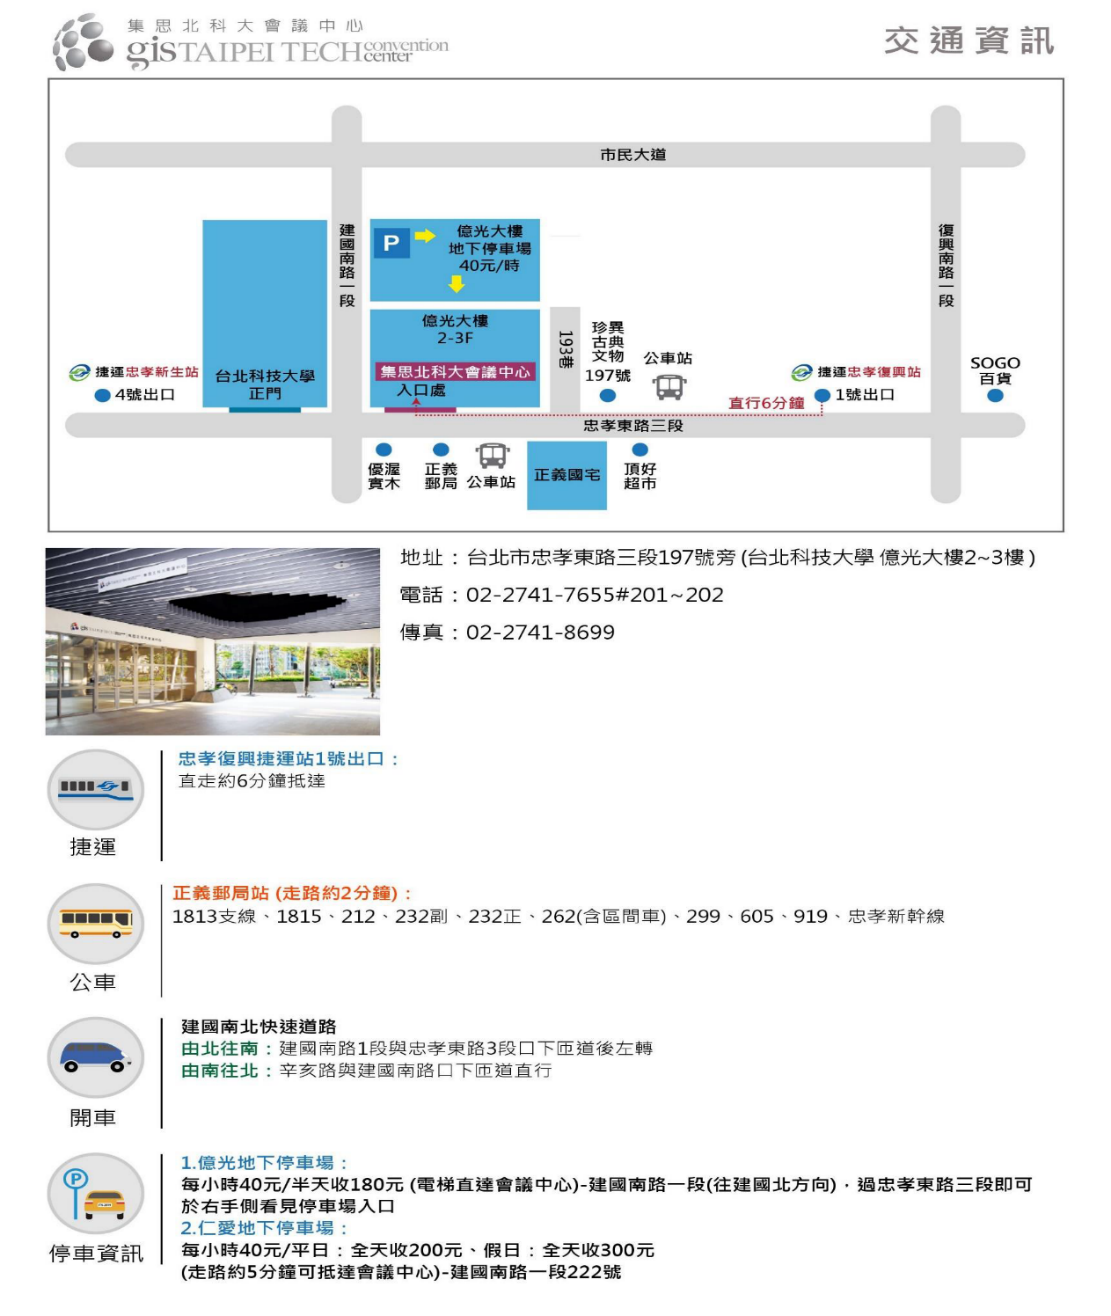 集思北科大會議中心
gisTAIPEI TECH convention center
交通資訊
市民大道
建國南路一段
復興南路一段
P
億光大樓
地下停車場
40元/時
億光大樓
2-3F
集思北科大會議中心
入口處
193巷
珍異
古典
文物
197號
公車站
捷運忠孝新生站
4號出口
台北科技大學
正門
捷運忠孝復興站
1號出口
直行6分鐘
SOGO
百貨
忠孝東路三段
優渥
實木
正義
郵局
公車站
正義國宅
頂好
超市
地址：台北市忠孝東路三段197號旁 (台北科技大學 億光大樓2~3樓 )
電話：02-2741-7655#201~202
傳真：02-2741-8699
捷運
忠孝復興捷運站1號出口：
直走約6分鐘抵達
公車
正義郵局站 (走路約2分鐘)：
1813支線、1815、212、232副、232正、262(含區間車)、299、605、919、忠孝新幹線
開車
建國南北快速道路
由北往南：建國南路1段與忠孝東路3段口下匝道後左轉
由南往北：辛亥路與建國南路口下匝道直行
停車資訊
1.億光地下停車場：
每小時40元/半天收180元 (電梯直達會議中心)-建國南路一段(往建國北方向)，過忠孝東路三段即可
於右手側看見停車場入口
2.仁愛地下停車場：
每小時40元/平日：全天收200元、假日：全天收300元
(走路約5分鐘可抵達會議中心)-建國南路一段222號